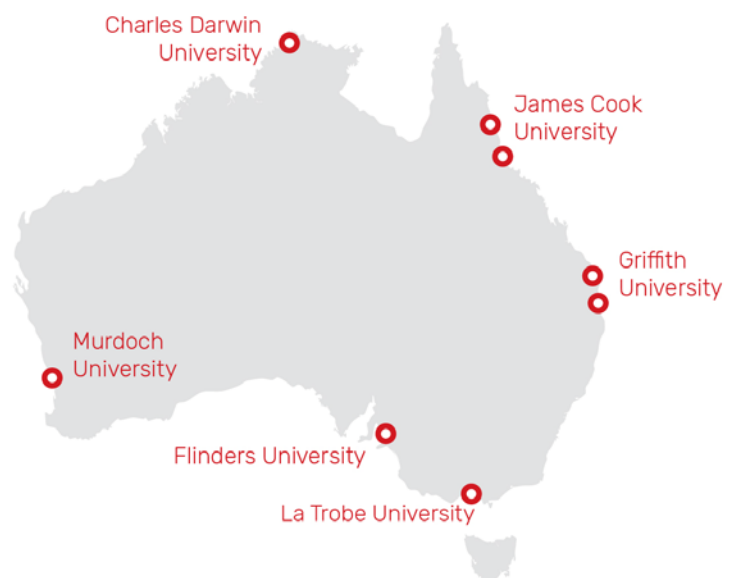 Charles Darwin
University
James Cook
University
Griffith
University
Murdoch
University
Flinders University
La Trobe University